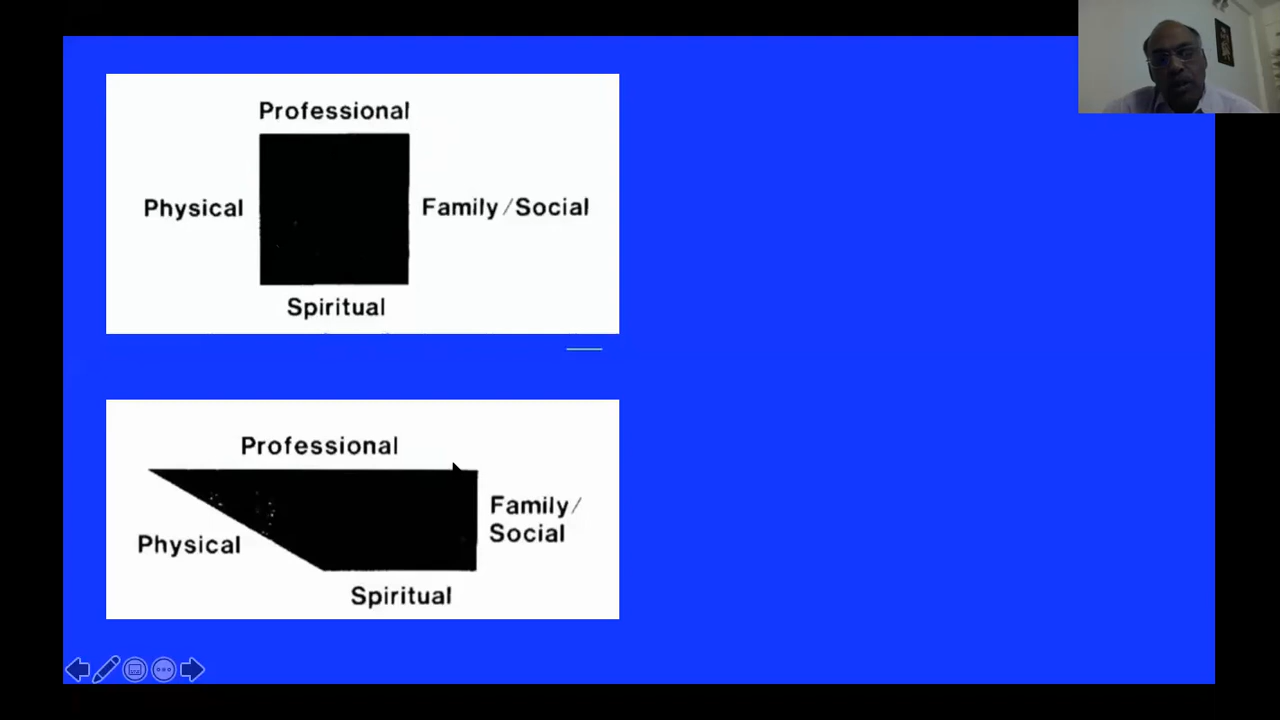 Professional
Physical
Family/Social
Spiritual
Professional
Family/
Social
Physical
Spiritual